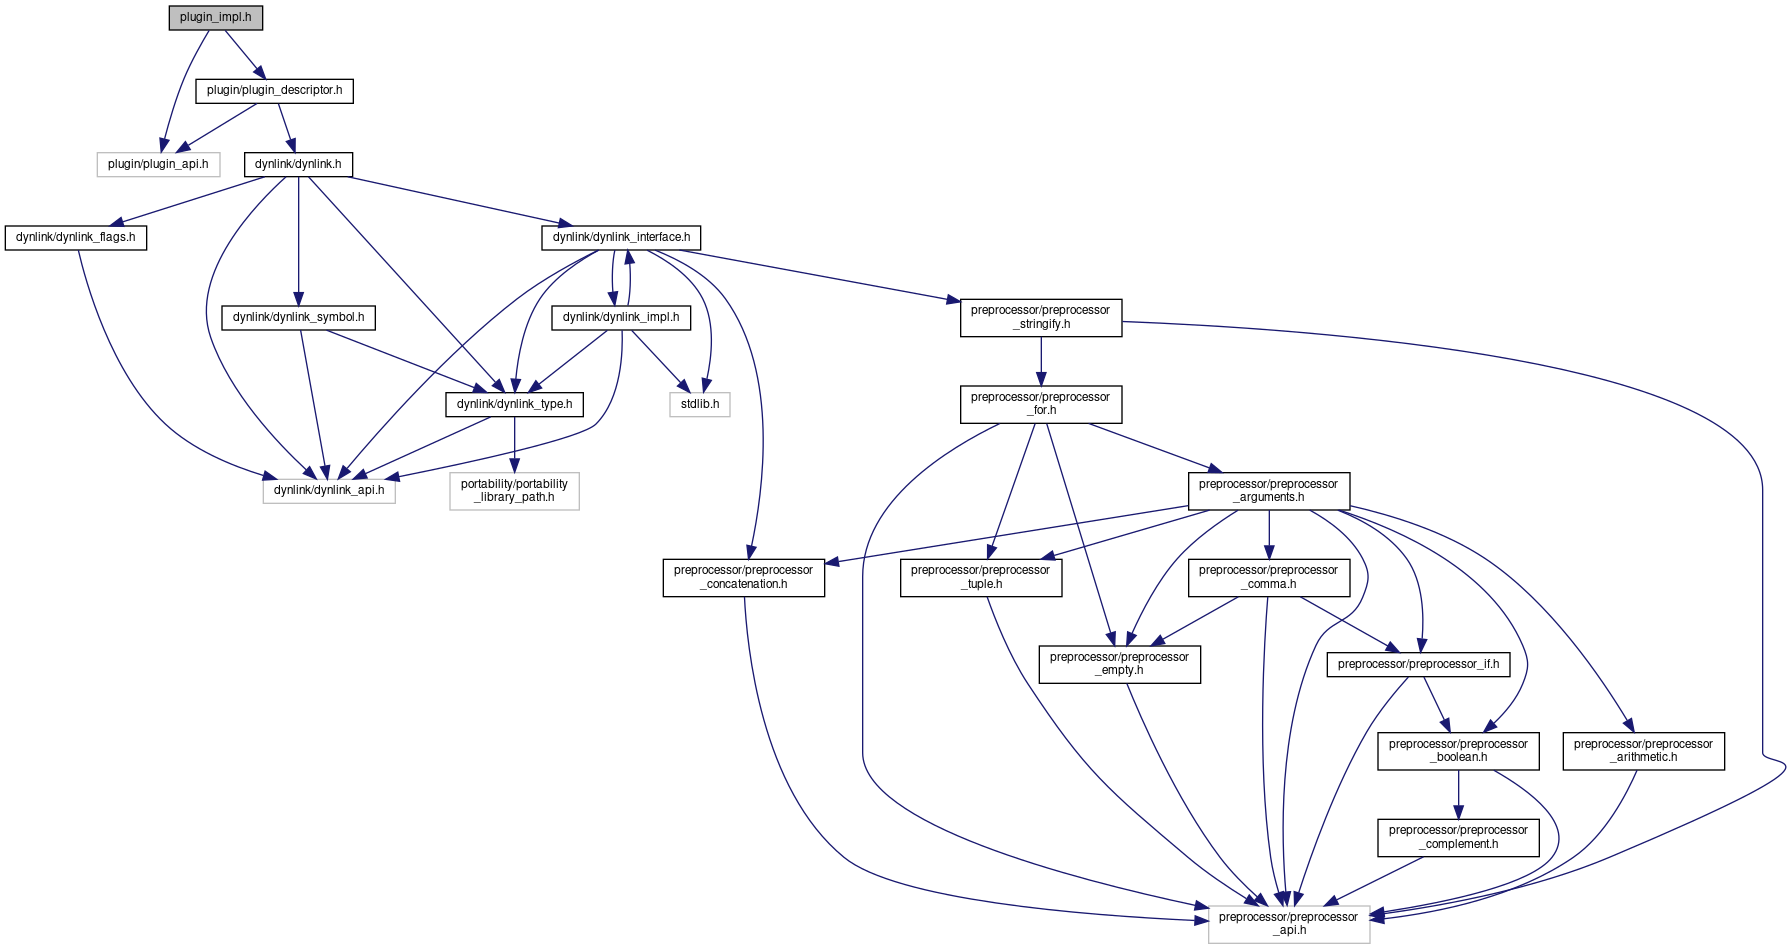 plugin_impl.h
plugin/plugin_descriptor.h
plugin/plugin_api.h
dynlink/dynlink.h
dynlink/dynlink_flags.h
dynlink/dynlink_interface.h
dynlink/dynlink_symbol.h
dynlink/dynlink_impl.h
preprocessor/preprocessor
_stringify.h
dynlink/dynlink_type.h
stdlib.h
preprocessor/preprocessor
_for.h
dynlink/dynlink_api.h
portability/portability
_library_path.h
preprocessor/preprocessor
_arguments.h
preprocessor/preprocessor
_concatenation.h
preprocessor/preprocessor
_tuple.h
preprocessor/preprocessor
_comma.h
preprocessor/preprocessor
_empty.h
preprocessor/preprocessor_if.h
preprocessor/preprocessor
_boolean.h
preprocessor/preprocessor
_arithmetic.h
preprocessor/preprocessor
_complement.h
preprocessor/preprocessor
_api.h